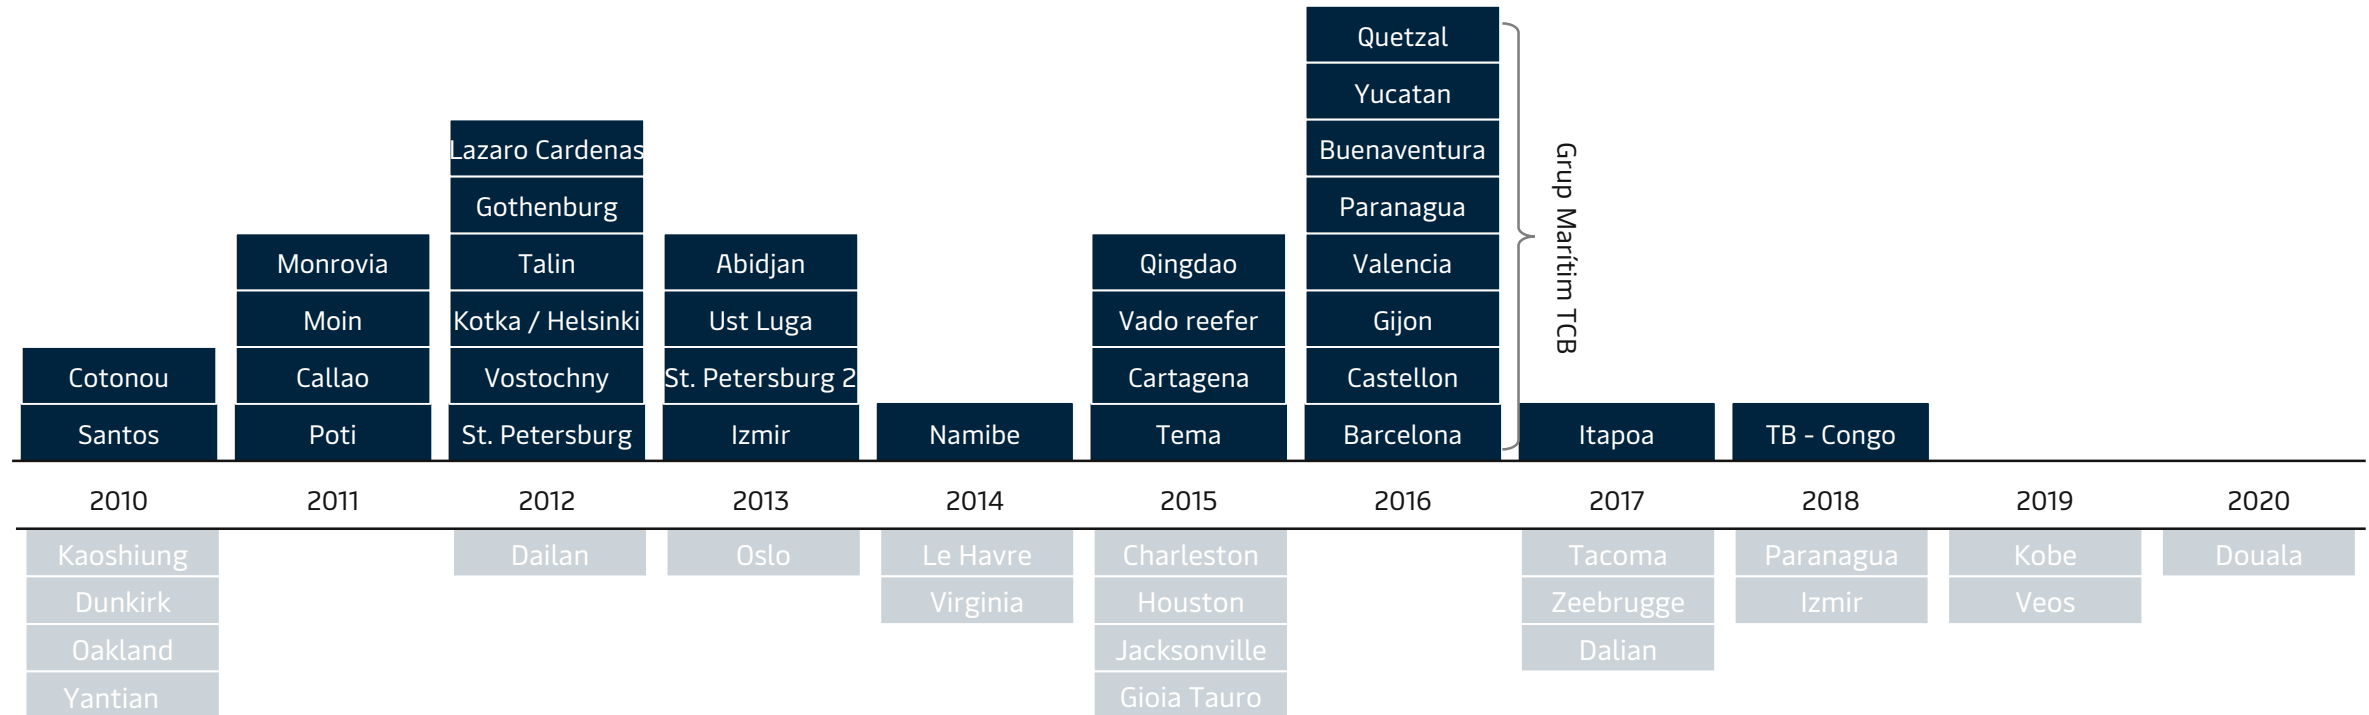 Quetzal
Yucatan
Lazaro Cardenas
Buenaventura
Gothenburg
Paranagua
Monrovia
Talin
Abidjan
Qingdao
Valencia
Moin
Kotka / Helsinki
Ust Luga
Vado reefer
Gijon
Cotonou
Callao
Vostochny
St. Petersburg 2
Cartagena
Castellon
Santos
Poti
St. Petersburg
Izmir
Namibe
Tema
Barcelona
Itapoa
TB - Congo
Grup Marítim TCB
2010
2011
2012
2013
2014
2015
2016
2017
2018
2019
2020
Kaoshiung
Dailan
Oslo
Le Havre
Charleston
Tacoma
Paranagua
Kobe
Douala
Dunkirk
Virginia
Houston
Zeebrugge
Izmir
Veos
Oakland
Jacksonville
Dalian
Yantian
Gioia Tauro